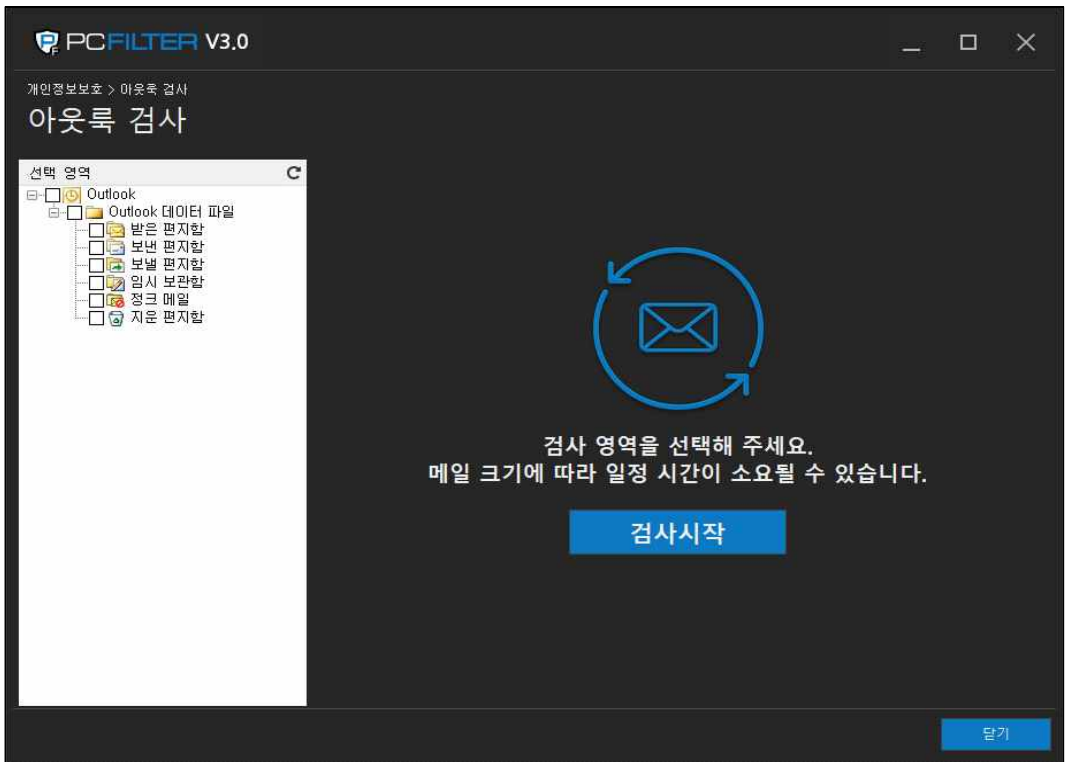 PCFILTER V3.0
개인정보보호 > 아웃룩 검사
아웃룩 검사
선택 영역
Outlook
Outlook 데이터 파일
받은 편지함
보낸 편지함
보낼 편지함
임시 보관함
정크 메일
지운 편지함
검사 영역을 선택해 주세요.
메일 크기에 따라 일정 시간이 소요될 수 있습니다.
검사시작
닫기